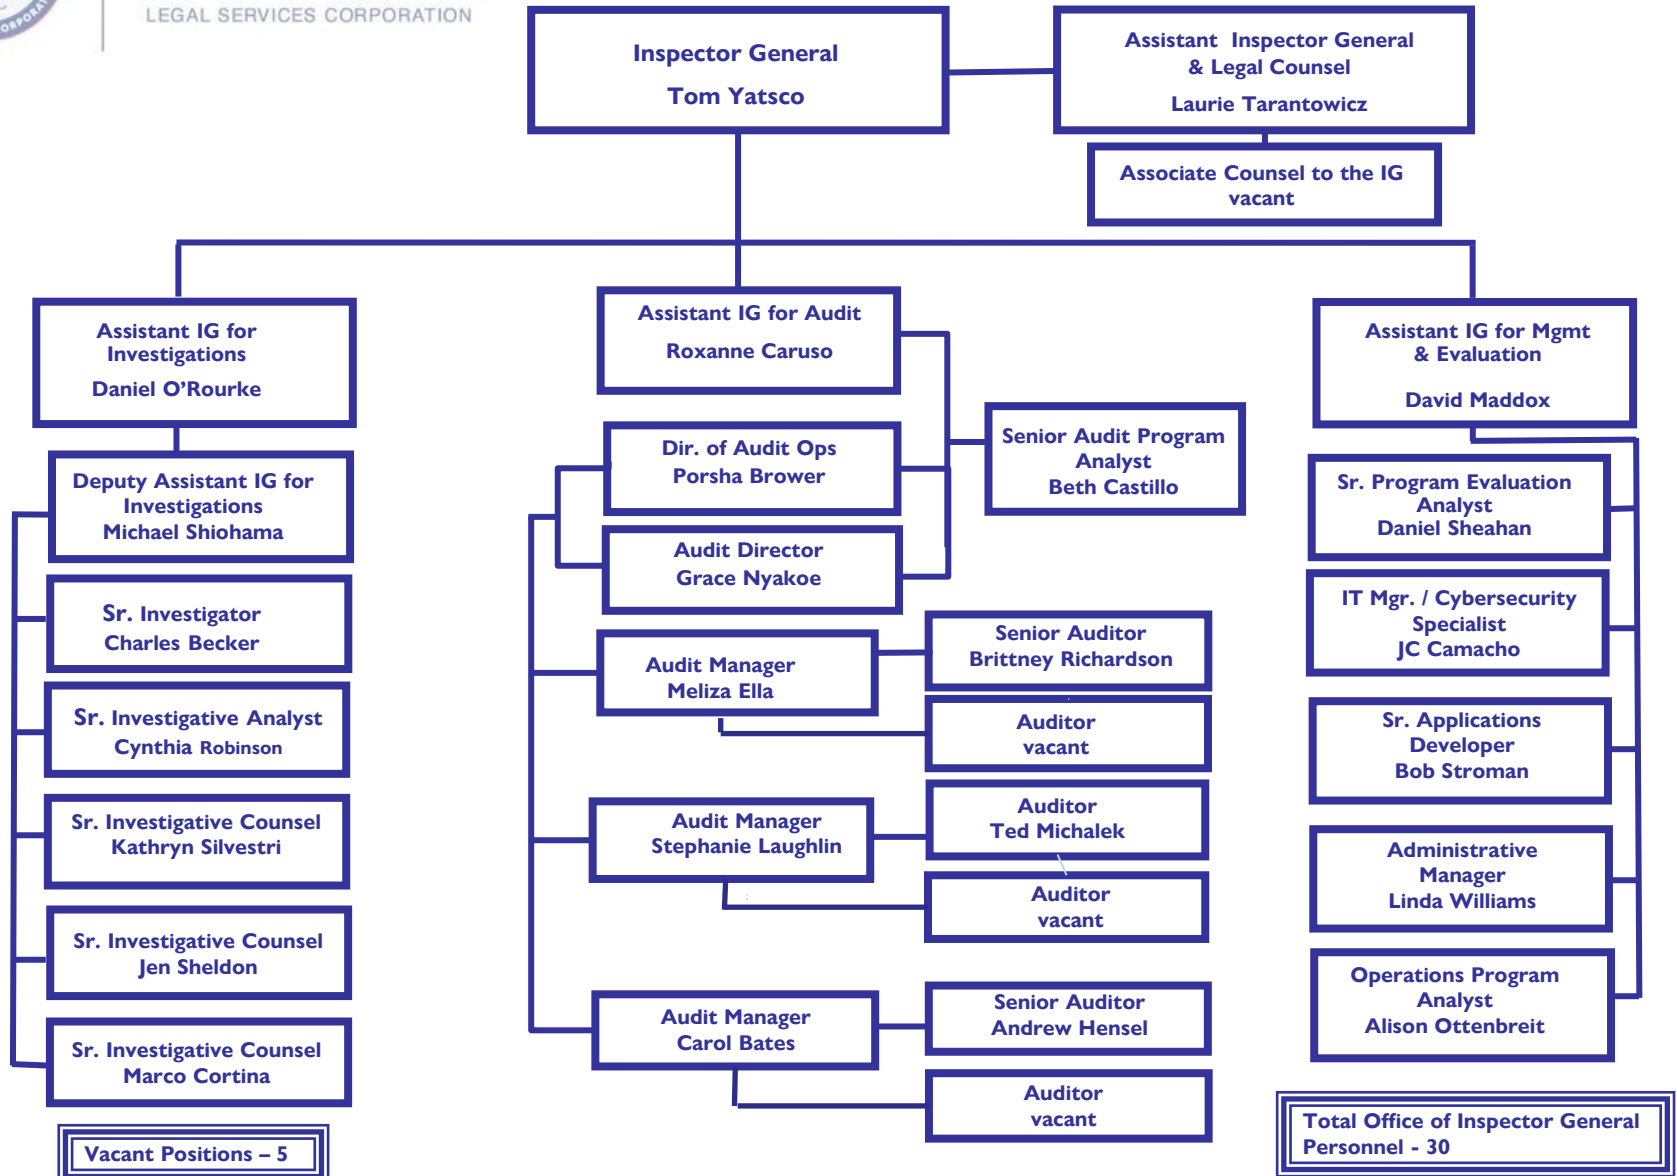 LEGAL SERVICES CORPORATION
Inspector General
Tom Yatsco
Assistant Inspector General
& Legal Counsel
Laurie Tarantowicz
Associate Counsel to the IG
vacant
Assistant IG for
Investigations
Daniel O’Rourke
Deputy Assistant IG for
Investigations
Michael Shiohama
Sr. Investigator
Charles Becker
Sr. Investigative Analyst
Cynthia Robinson
Sr. Investigative Counsel
Kathryn Silvestri
Sr. Investigative Counsel
Jen Sheldon
Sr. Investigative Counsel
Marco Cortina
Vacant Positions – 5
Assistant IG for Audit
Roxanne Caruso
Senior Audit Program
Analyst
Beth Castillo
Dir. of Audit Ops
Porsha Brower
Audit Director
Grace Nyakoe
Audit Manager
Meliza Ella
Senior Auditor
Brittney Richardson
Auditor
vacant
Audit Manager
Stephanie Laughlin
Auditor
Ted Michalek
Auditor
vacant
Audit Manager
Carol Bates
Senior Auditor
Andrew Hensel
Auditor
vacant
Assistant IG for Mgmt
& Evaluation
David Maddox
Sr. Program Evaluation
Analyst
Daniel Sheahan
IT Mgr. / Cybersecurity
Specialist
JC Camacho
Sr. Applications
Developer
Bob Stroman
Administrative
Manager
Linda Williams
Operations Program
Analyst
Alison Ottenbreit
Total Office of Inspector General
Personnel - 30